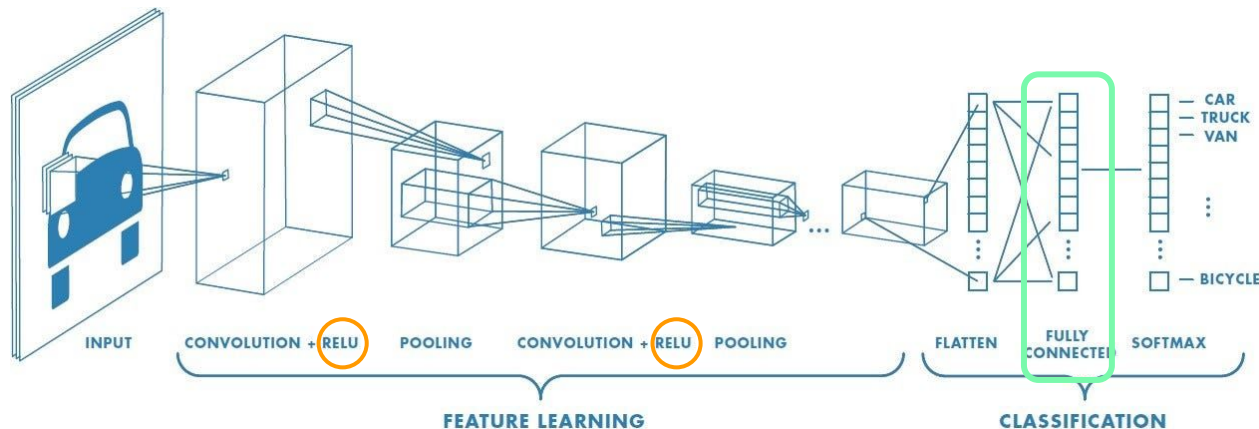 CAR
TRUCK
VAN
BICYCLE
INPUT
CONVOLUTION + RELU
POOLING
CONVOLUTION + RELU
POOLING
FLATTEN
FULLY
CONNECTED
SOFTMAX
FEATURE LEARNING
CLASSIFICATION